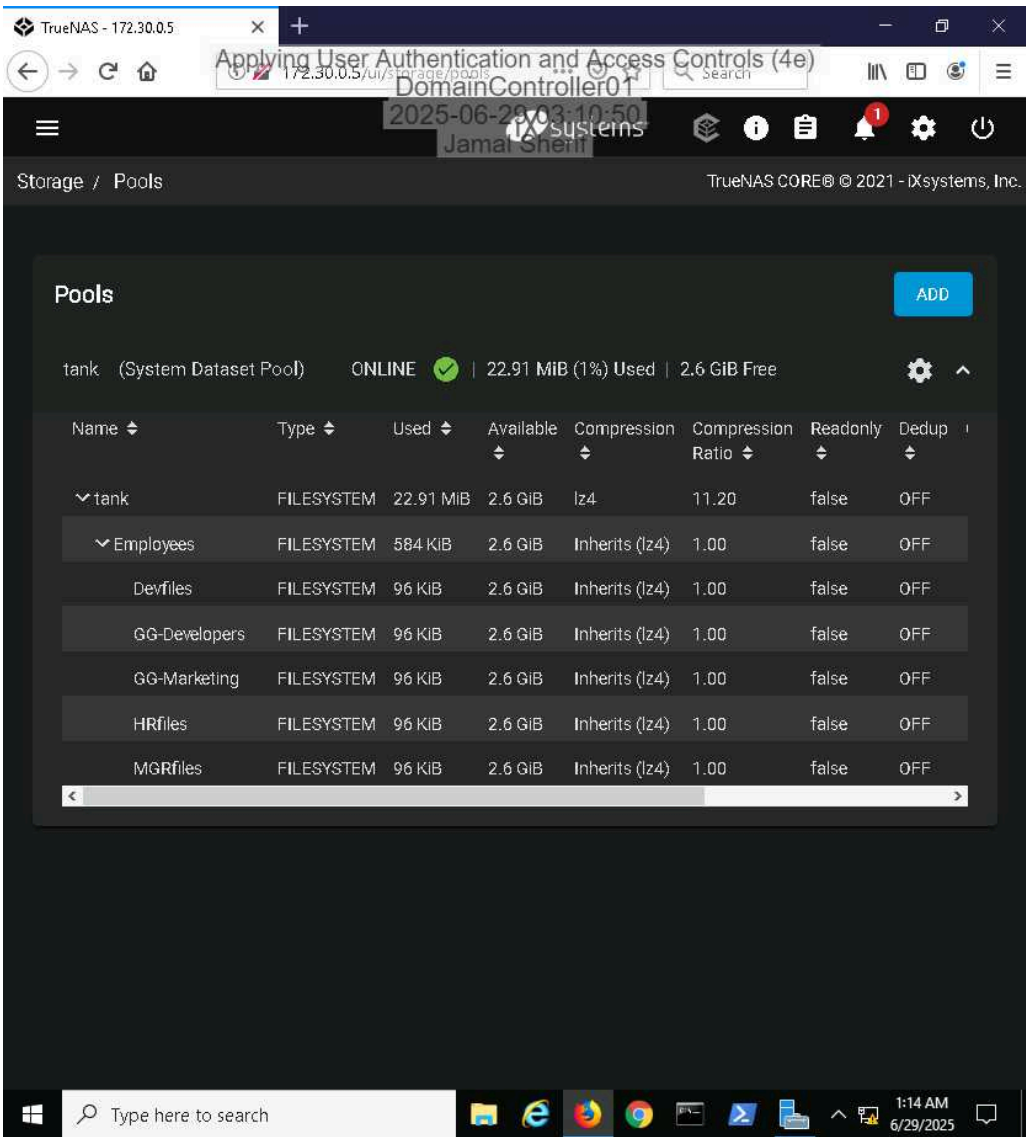 TrueNAS - 172.30.0.5
Applying User Authentication and Access Controls (4e)
172.30.0.5/ui/storage/pools
Search
DomainController01
2025-06-29 03:10:50
systems
1
Jamal Sherif
Storage / Pools
TrueNAS CORE® © 2021 - iXsystems, Inc.
Pools
ADD
tank (System Dataset Pool) ONLINE | 22.91 MiB (1%) Used | 2.6 GiB Free
Name Type Used Available Compression Compression Ratio Readonly Dedup
tank FILESYSTEM 22.91 MiB 2.6 GiB lz4 11.20 false OFF
Employees FILESYSTEM 584 KiB 2.6 GiB Inherits (lz4) 1.00 false OFF
Devfiles FILESYSTEM 96 KiB 2.6 GiB Inherits (lz4) 1.00 false OFF
GG-Developers FILESYSTEM 96 KiB 2.6 GiB Inherits (lz4) 1.00 false OFF
GG-Marketing FILESYSTEM 96 KiB 2.6 GiB Inherits (lz4) 1.00 false OFF
HRfiles FILESYSTEM 96 KiB 2.6 GiB Inherits (lz4) 1.00 false OFF
MGRfiles FILESYSTEM 96 KiB 2.6 GiB Inherits (lz4) 1.00 false OFF
Type here to search
1:14 AM
6/29/2025